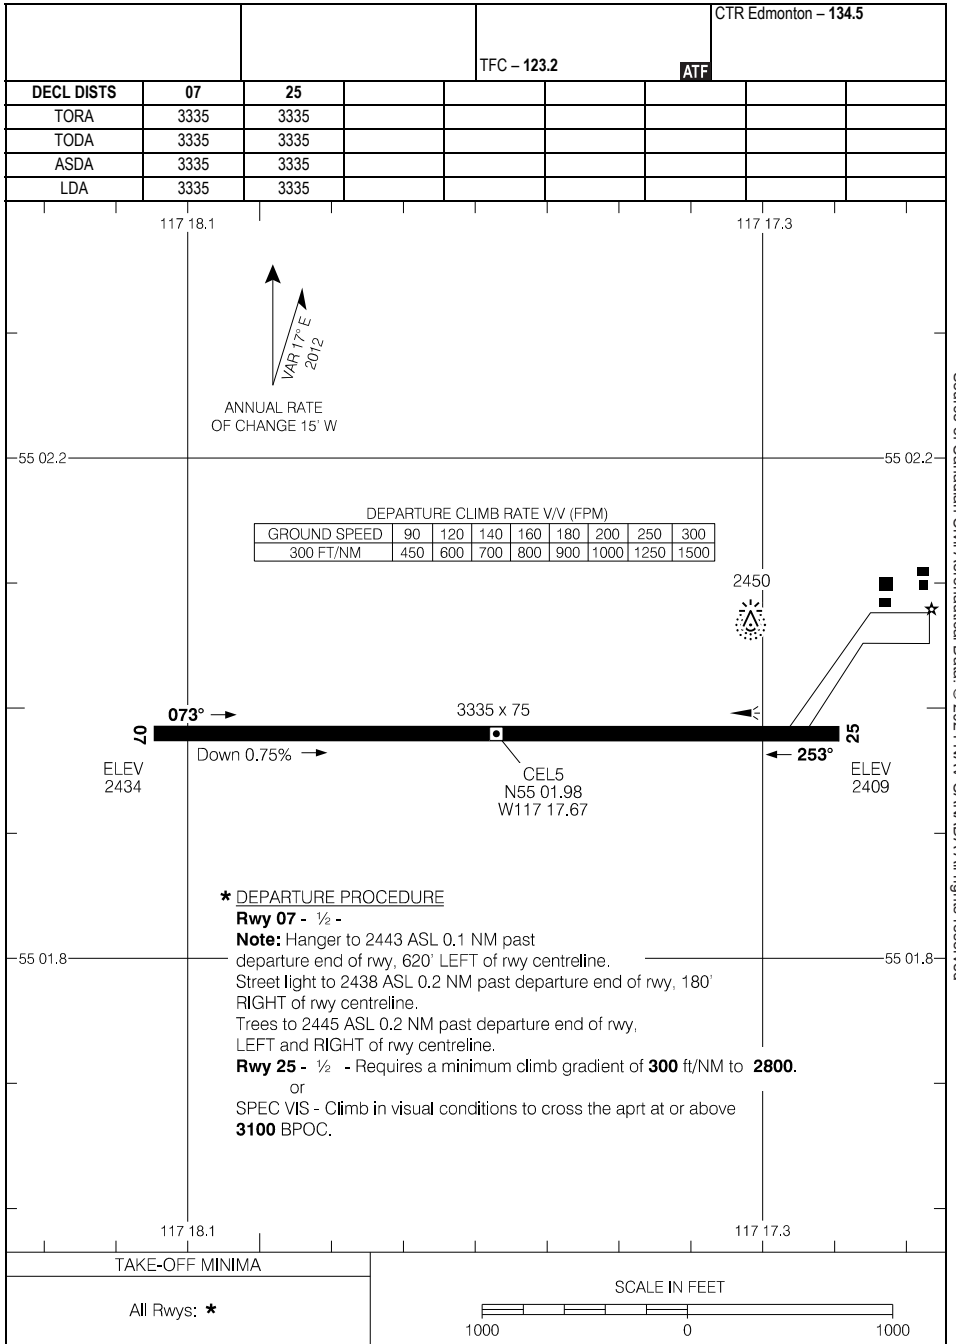 CTR Edmonton – 134.5
TFC – 123.2
ATF
DECL DISTS 07 25
TORA 3335 3335
TODA 3335 3335
ASDA 3335 3335
LDA 3335 3335
117 18.1 117 17.3
VAR 17° E
2012
ANNUAL RATE
OF CHANGE 15' W
55 02.2 55 02.2
DEPARTURE CLIMB RATE V/V (FPM)
GROUND SPEED 90 120 140 160 180 200 250 300
300 FT/NM 450 600 700 800 900 1000 1250 1500
2450
073° 3335 x 75
07 25
Down 0.75% 253°
ELEV
2434
CEL5
N55 01.98
W117 17.67
ELEV
2409
* DEPARTURE PROCEDURE
Rwy 07 - ½ -
Note: Hanger to 2443 ASL 0.1 NM past
departure end of rwy, 620' LEFT of rwy centreline.
55 01.8 55 01.8
Street light to 2438 ASL 0.2 NM past departure end of rwy, 180'
RIGHT of rwy centreline.
Trees to 2445 ASL 0.2 NM past departure end of rwy,
LEFT and RIGHT of rwy centreline.
Rwy 25 - ½ - Requires a minimum climb gradient of 300 ft/NM to 2800.
or
SPEC VIS - Climb in visual conditions to cross the aprt at or above
3100 BPOC.
117 18.1 117 17.3
TAKE-OFF MINIMA
All Rwys: *
SCALE IN FEET
1000 0 1000